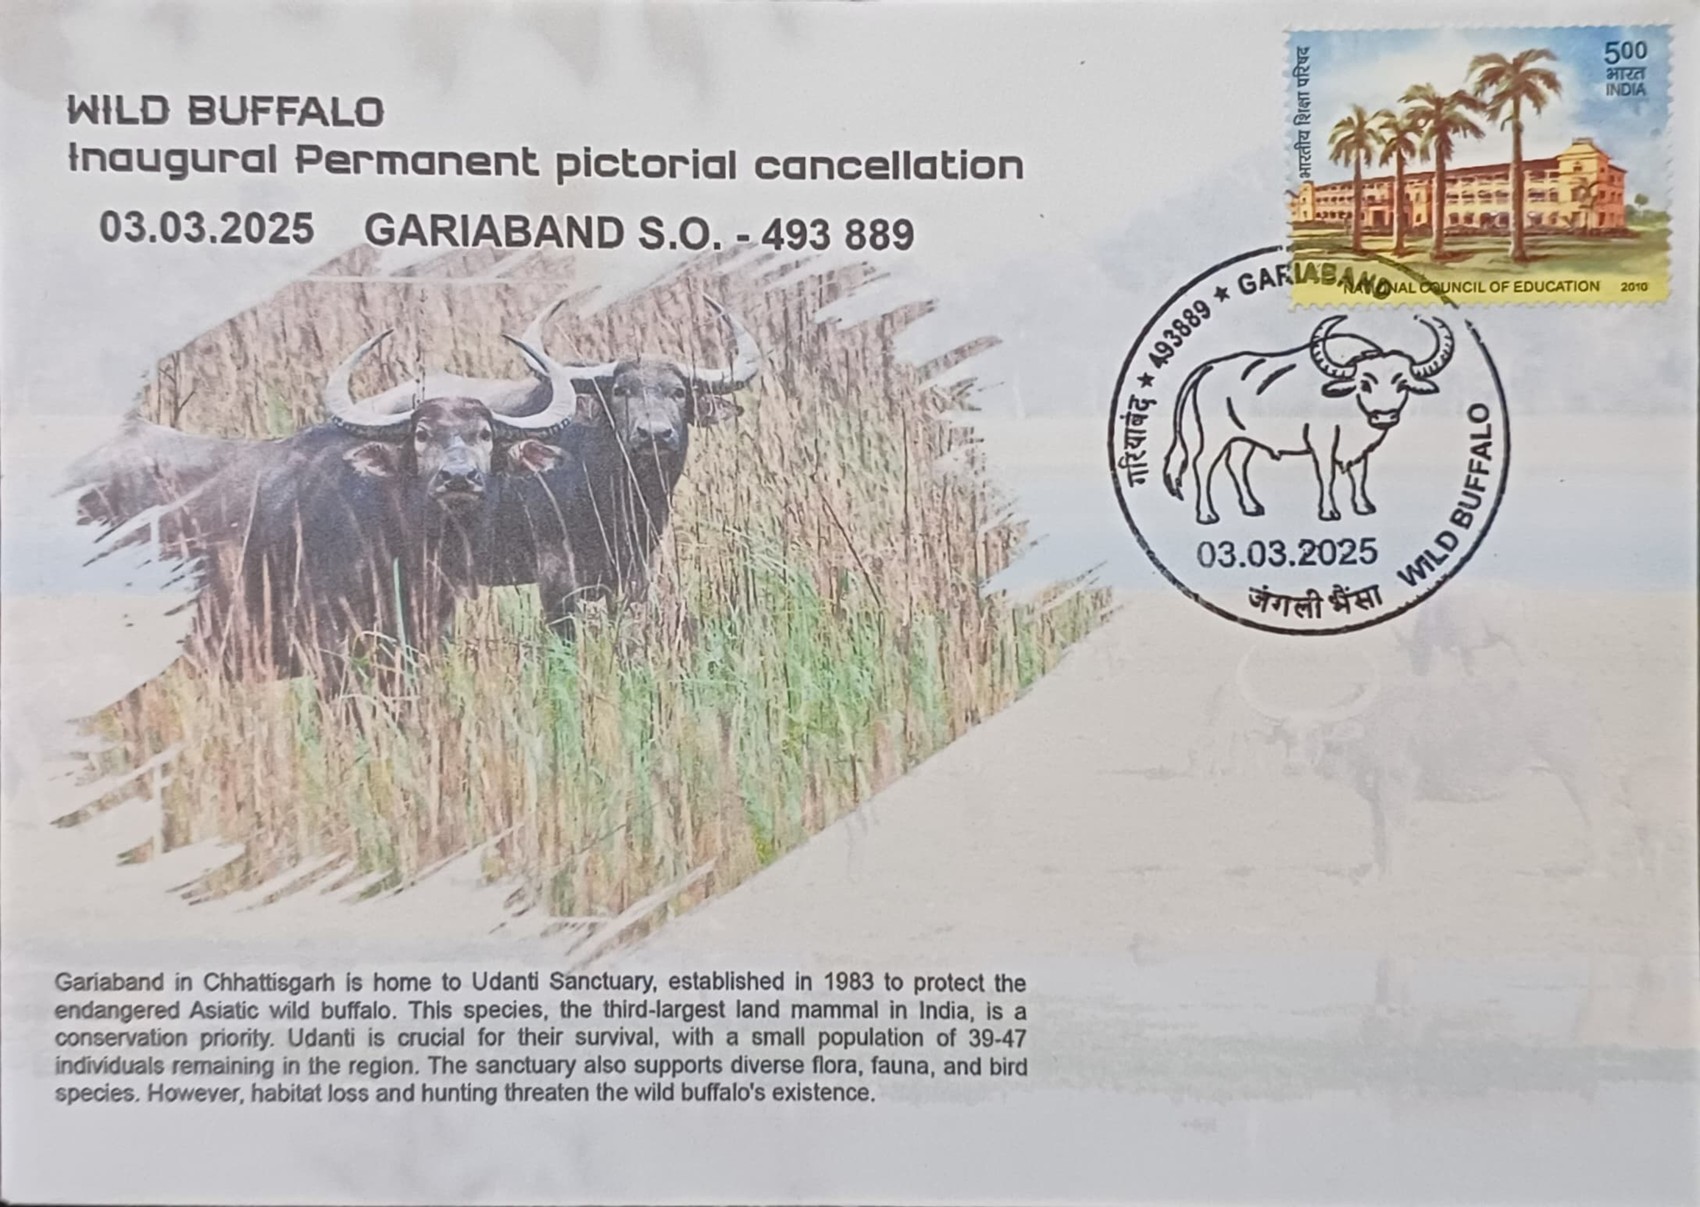 WILD BUFFALO
Inaugural Permanent pictorial cancellation
03.03.2025 GARIABAND S.O. - 493 889
भारतीय शिक्षा परिषद
500
भारत
INDIA
NATIONAL COUNCIL OF EDUCATION 2010
गरियाबंद ★ 493889 ★ GARIABAND
03.03.2025
जंगली भैंसा
WILD BUFFALO
Gariaband in Chhattisgarh is home to Udanti Sanctuary, established in 1983 to protect the
endangered Asiatic wild buffalo. This species, the third-largest land mammal in India, is a
conservation priority. Udanti is crucial for their survival, with a small population of 39-47
individuals remaining in the region. The sanctuary also supports diverse flora, fauna, and bird
species. However, habitat loss and hunting threaten the wild buffalo's existence.